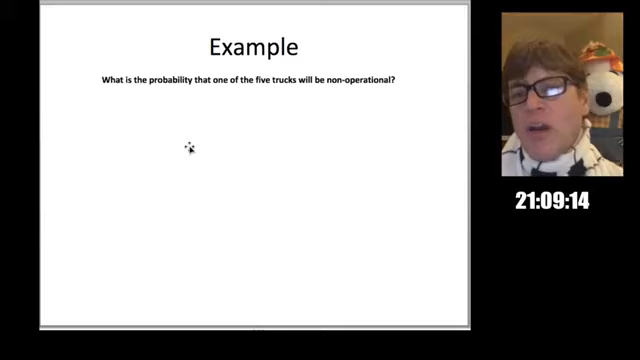 Example
What is the probability that one of the five trucks will be non-operational?
21:09:14